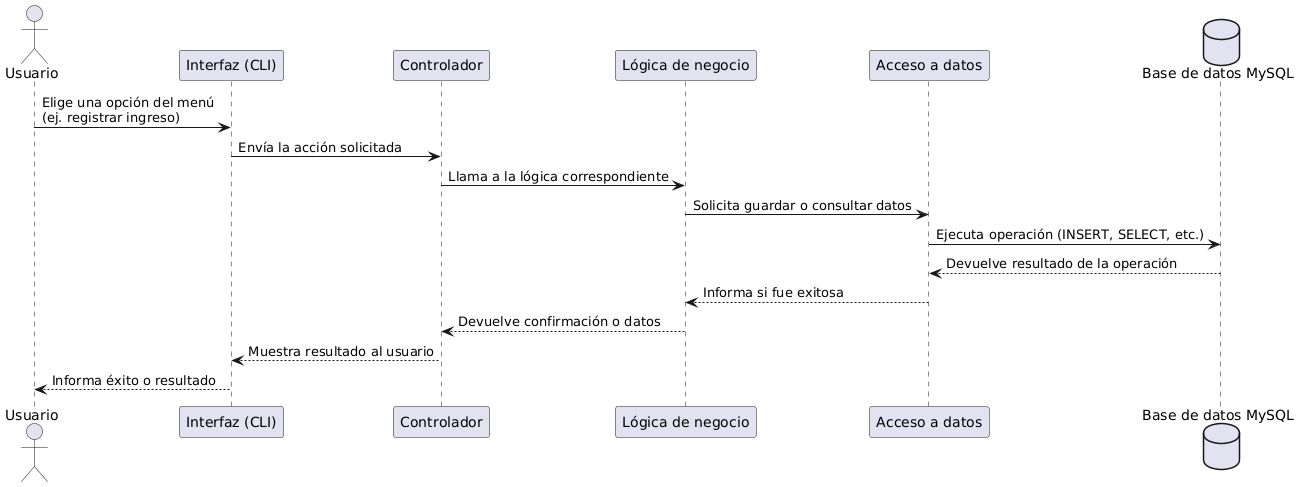 Usuario
Interfaz (CLI)
Controlador
Lógica de negocio
Acceso a datos
Base de datos MySQL
Elige una opción del menú
(ej. registrar ingreso)
Envía la acción solicitada
Llama a la lógica correspondiente
Solicita guardar o consultar datos
Ejecuta operación (INSERT, SELECT, etc.)
Devuelve resultado de la operación
Informa si fue exitosa
Devuelve confirmación o datos
Muestra resultado al usuario
Informa éxito o resultado
Usuario
Interfaz (CLI)
Controlador
Lógica de negocio
Acceso a datos
Base de datos MySQL